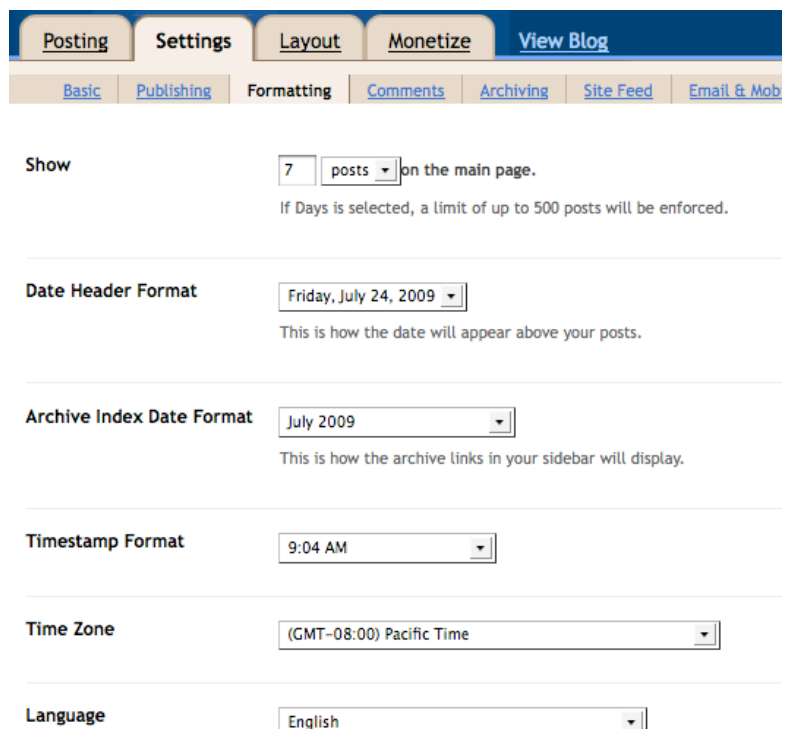 Posting Settings Layout Monetize View Blog
Basic Publishing Formatting Comments Archiving Site Feed Email & Mob
Show 7 posts on the main page.
If Days is selected, a limit of up to 500 posts will be enforced.
Date Header Format Friday, July 24, 2009
This is how the date will appear above your posts.
Archive Index Date Format July 2009
This is how the archive links in your sidebar will display.
Timestamp Format 9:04 AM
Time Zone (GMT-08:00) Pacific Time
Language English